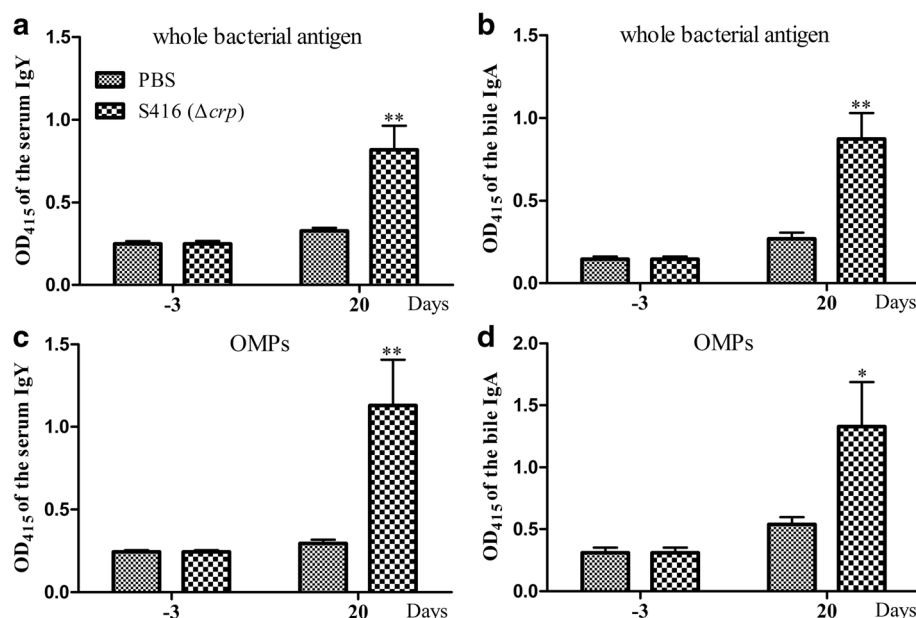 a
whole bacterial antigen
OD415 of the serum IgY
1.5
1.0
0.5
0.0
PBS
S416 (Δcrp)
**
-3
20
Days
b
whole bacterial antigen
OD415 of the bile IgA
1.5
1.0
0.5
0.0
**
-3
20
Days
c
OMPs
OD415 of the serum IgY
1.5
1.0
0.5
0.0
**
-3
20
Days
d
OMPs
OD415 of the bile IgA
2.0
1.5
1.0
0.5
0.0
*
-3
20
Days